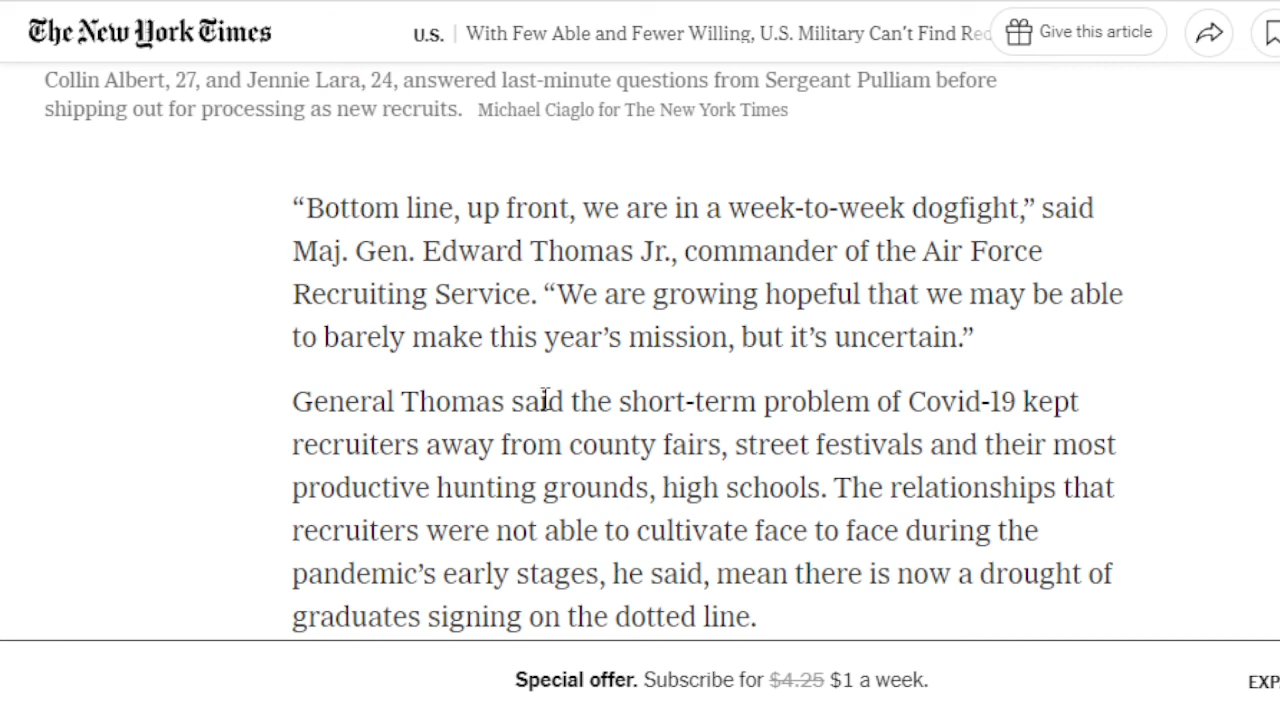 The New York Times
U.S. | With Few Able and Fewer Willing, U.S. Military Can't Find
Give this article
Collin Albert, 27, and Jennie Lara, 24, answered last-minute questions from Sergeant Pulliam before
shipping out for processing as new recruits. Michael Ciaglo for The New York Times
“Bottom line, up front, we are in a week-to-week dogfight,” said
Maj. Gen. Edward Thomas Jr., commander of the Air Force
Recruiting Service. “We are growing hopeful that we may be able
to barely make this year’s mission, but it’s uncertain.”
General Thomas said the short-term problem of Covid-19 kept
recruiters away from county fairs, street festivals and their most
productive hunting grounds, high schools. The relationships that
recruiters were not able to cultivate face to face during the
pandemic’s early stages, he said, mean there is now a drought of
graduates signing on the dotted line.
Special offer. Subscribe for $4.25 $1 a week.
EXP